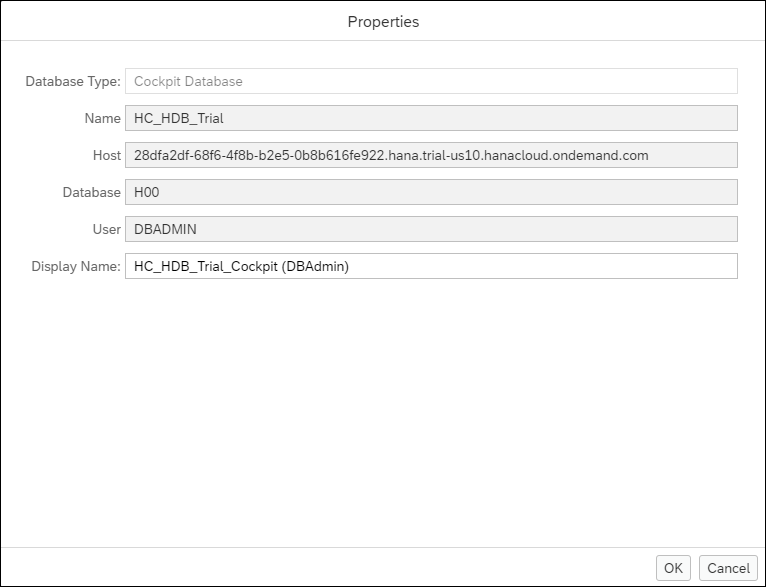 Properties
Database Type: Cockpit Database
Name HC_HDB_Trial
Host 28dfa2df-68f6-4f8b-b2e5-0b8b616fe922.hana.trial-us10.hanacloud.ondemand.com
Database H00
User DBADMIN
Display Name: HC_HDB_Trial_Cockpit (DBAdmin)
OK Cancel